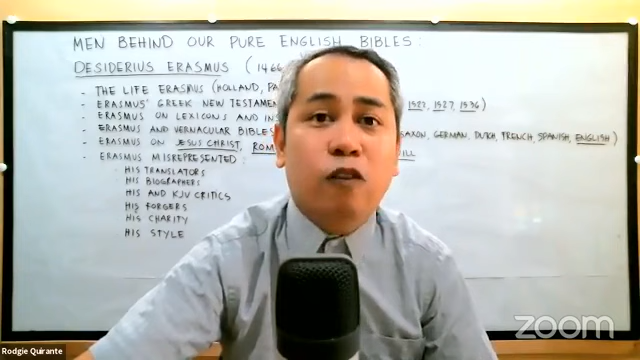 MEN BEHIND OUR PURE ENGLISH BIBLES:
DESIDERIUS ERASMUS (1466
- THE LIFE ERASMUS (HOLLAND,
- ERASMUS' GREEK NEW TESTAMEN 1522, 1527, 1536)
- ERASMUS ON LEXICONS AND
- ERASMUS AND VERNACULAR BIBLES SAXON, GERMAN, DUTCH, FRENCH, SPANISH, ENGLISH)
- ERASMUS ON JESUS CHRIST,
- ERASMUS MISREPRESENTED:
· HIS TRANSLATORS
· HIS BIOGRAPHERS
· HIS AND KJV CRITICS
· HIS FORGERS
· HIS CHARITY
· HIS STYLE
zoom
Rodgie Quirante